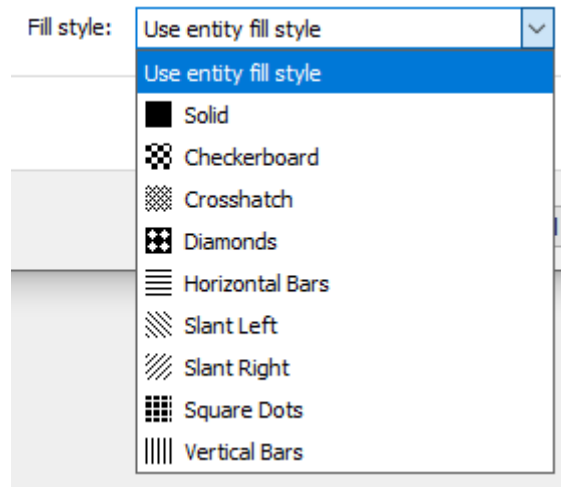 Fill style: Use entity fill style
Use entity fill style
Solid
Checkerboard
Crosshatch
Diamonds
Horizontal Bars
Slant Left
Slant Right
Square Dots
Vertical Bars